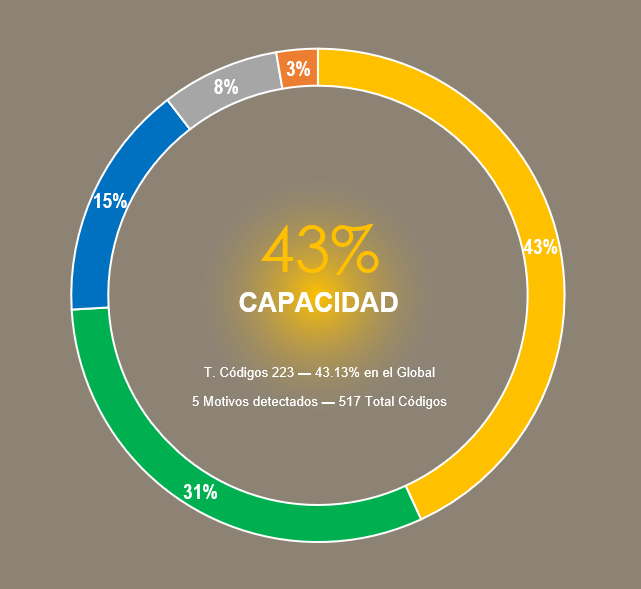 3%
8%
15%
43%
43%
CAPACIDAD
T. Códigos 223 — 43.13% en el Global
5 Motivos detectados — 517 Total Códigos
31%